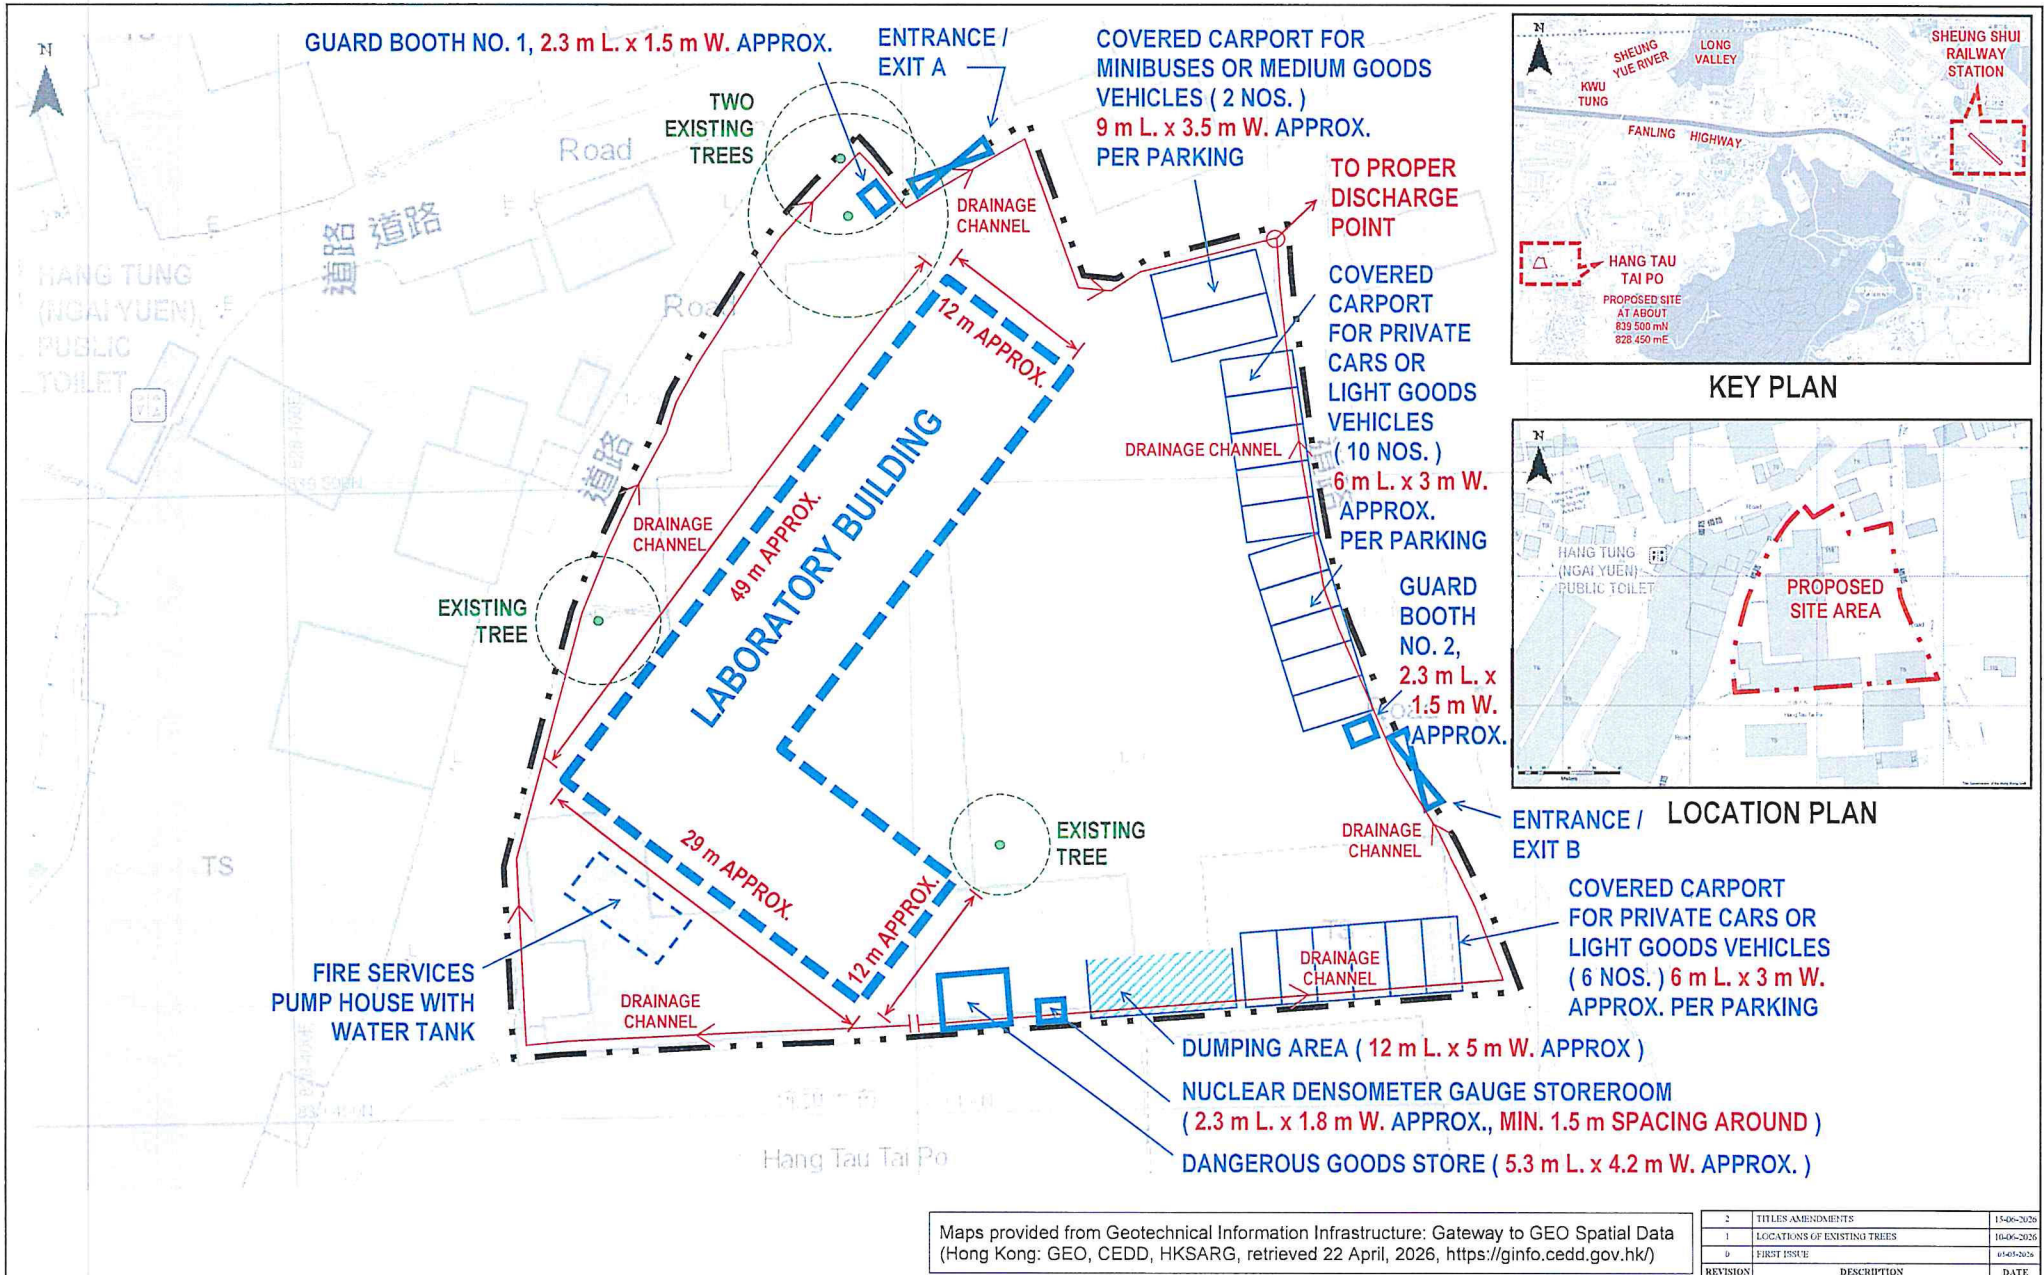 N
GUARD BOOTH NO. 1, 2.3 m L. x 1.5 m W. APPROX.
ENTRANCE /
EXIT A
COVERED CARPORT FOR
MINIBUSES OR MEDIUM GOODS
VEHICLES ( 2 NOS. )
9 m L. x 3.5 m W. APPROX.
PER PARKING
TWO
EXISTING
TREES
TO PROPER
DISCHARGE
POINT
Road
道路
道路
DRAINAGE
CHANNEL
HANG TUNG
(NGAI YUEN)
PUBLIC
TOILET
Road
道路
12 m APPROX.
COVERED
CARPORT
FOR PRIVATE
CARS OR
LIGHT GOODS
VEHICLES
( 10 NOS. )
6 m L. x 3 m W.
APPROX.
PER PARKING
DRAINAGE CHANNEL
道路
DRAINAGE
CHANNEL
49 m APPROX.
LABORATORY BUILDING
EXISTING
TREE
GUARD
BOOTH
NO. 2,
2.3 m L. x
1.5 m W.
APPROX.
ENTRANCE /
EXIT B
DRAINAGE
CHANNEL
EXISTING
TREE
29 m APPROX.
12 m APPROX.
TS
FIRE SERVICES
PUMP HOUSE WITH
WATER TANK
DRAINAGE
CHANNEL
DRAINAGE
CHANNEL
COVERED CARPORT
FOR PRIVATE CARS OR
LIGHT GOODS VEHICLES
( 6 NOS. ) 6 m L. x 3 m W.
APPROX. PER PARKING
DUMPING AREA ( 12 m L. x 5 m W. APPROX )
NUCLEAR DENSOMETER GAUGE STOREROOM
( 2.3 m L. x 1.8 m W. APPROX., MIN. 1.5 m SPACING AROUND )
DANGEROUS GOODS STORE ( 5.3 m L. x 4.2 m W. APPROX. )
Hang Tau Tai Po
N
SHEUNG
YUE RIVER
LONG
VALLEY
SHEUNG SHUI
RAILWAY
STATION
KWU
TUNG
FANLING HIGHWAY
HANG TAU
TAI PO
PROPOSED SITE
AT ABOUT
839 500 mN
828 450 mE
KEY PLAN
N
HANG TUNG
(NGAI YUEN)
PUBLIC TOILET
PROPOSED
SITE AREA
Hang Tau Tai Po
LOCATION PLAN
Maps provided from Geotechnical Information Infrastructure: Gateway to GEO Spatial Data
(Hong Kong: GEO, CEDD, HKSARG, retrieved 22 April, 2026, https://ginfo.cedd.gov.hk/)
2 TITLES AMENDMENTS 15-06-2026
1 LOCATIONS OF EXISTING TREES 10-06-2026
0 FIRST ISSUE
REVISION DESCRIPTION DATE